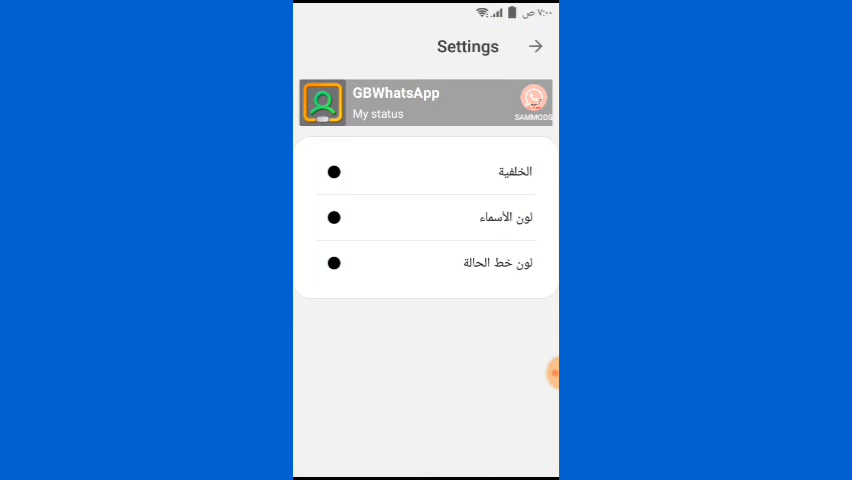 ٧:٠٠ ص
Settings
GBWhatsApp
My status
SAMMODS
الخلفية
لون الأسماء
لون خط الحالة